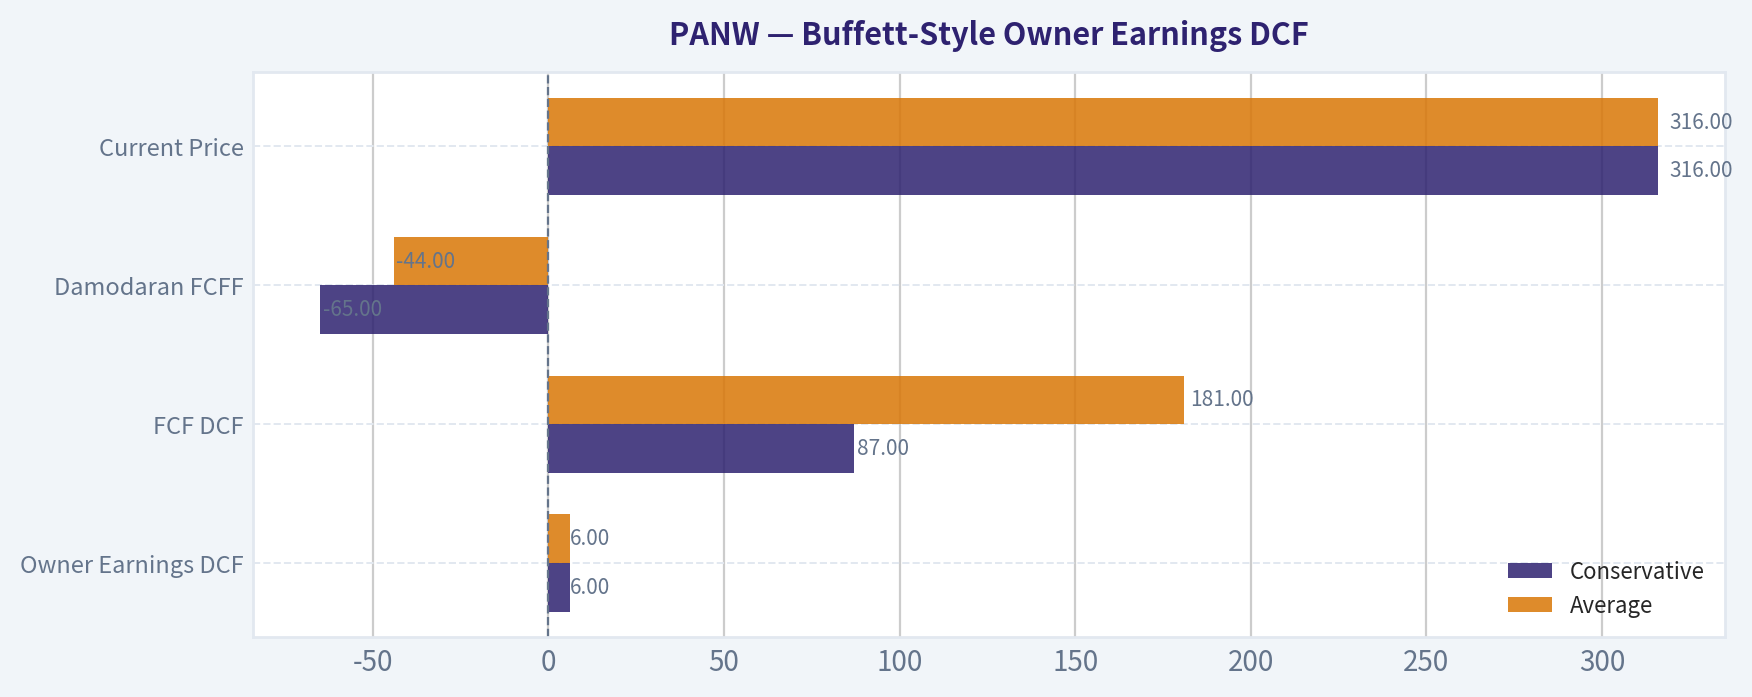 PANW — Buffett-Style Owner Earnings DCF
Current Price
316.00
316.00
Damodaran FCFF
-44.00
-65.00
FCF DCF
181.00
87.00
Owner Earnings DCF
6.00
6.00
Conservative
Average
-50 0 50 100 150 200 250 300